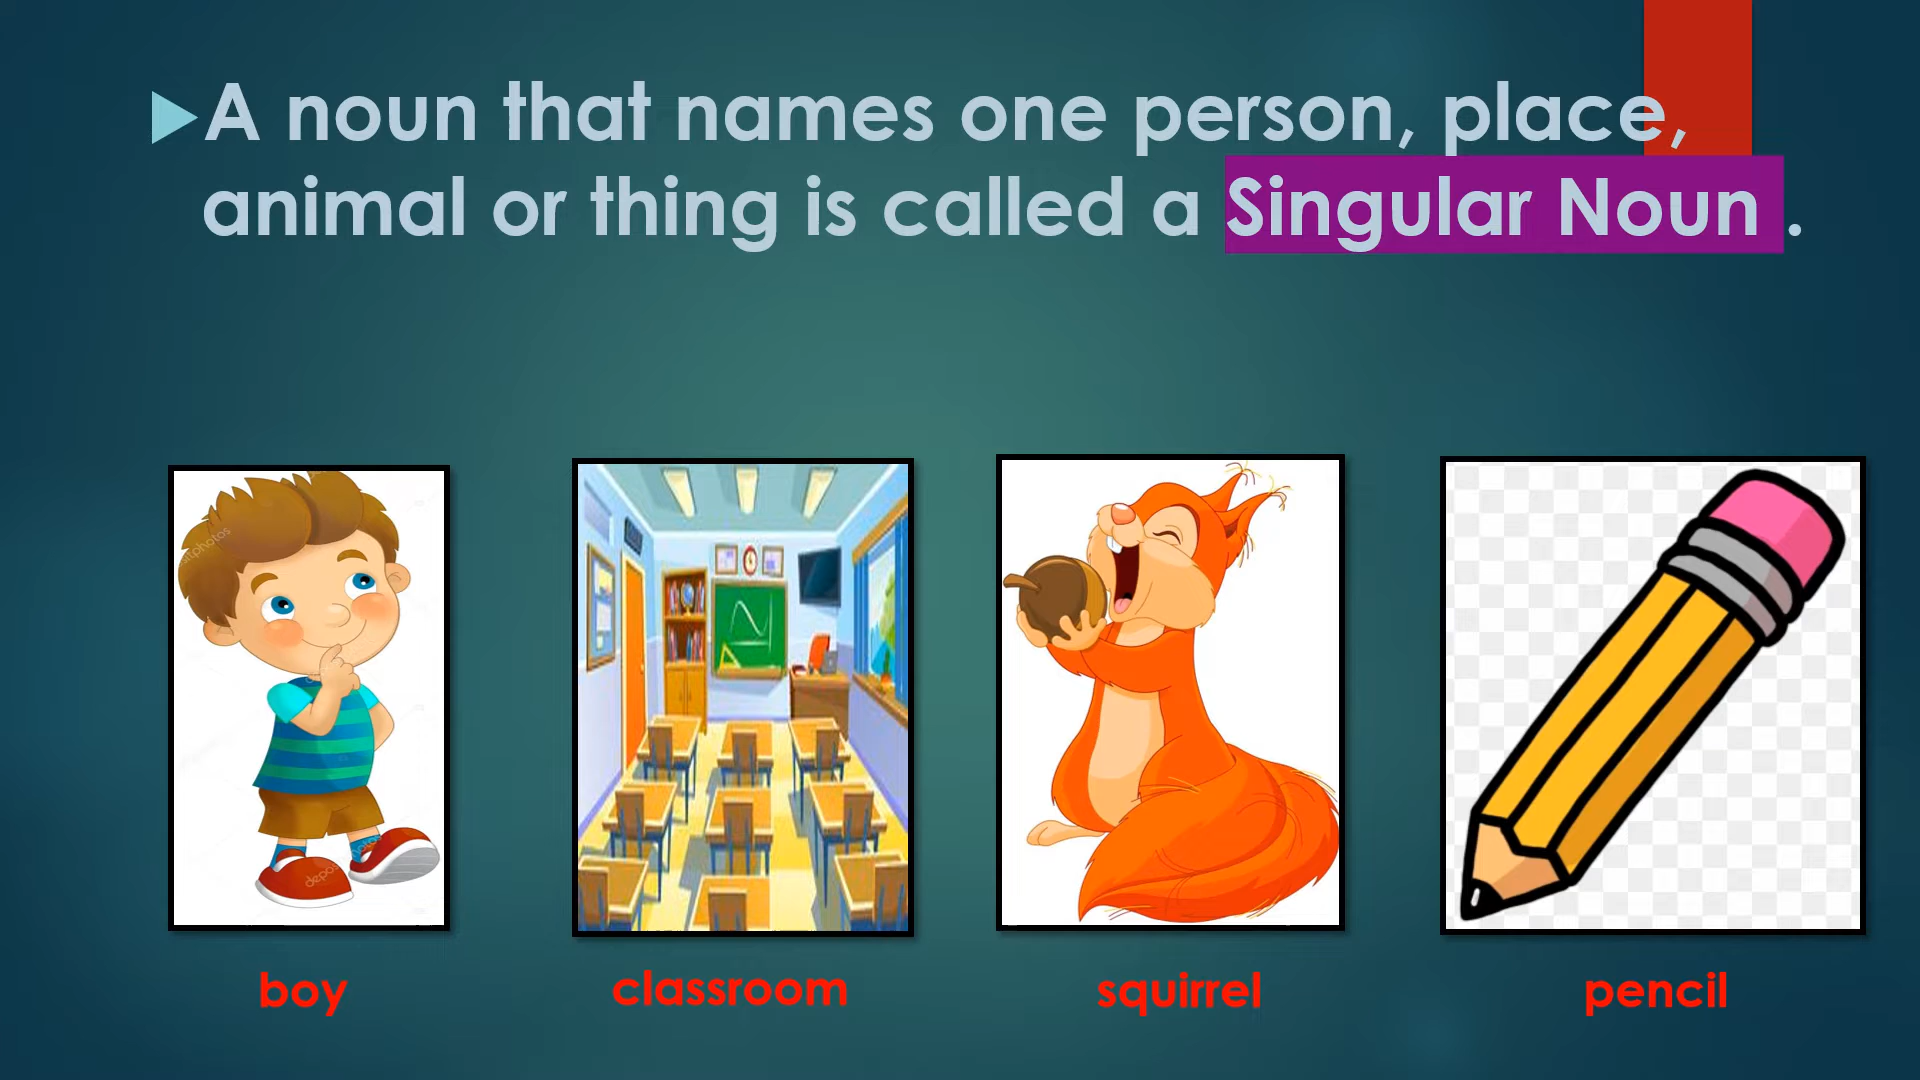 A noun that names one person, place,
animal or thing is called a Singular Noun .
boy
classroom
squirrel
pencil